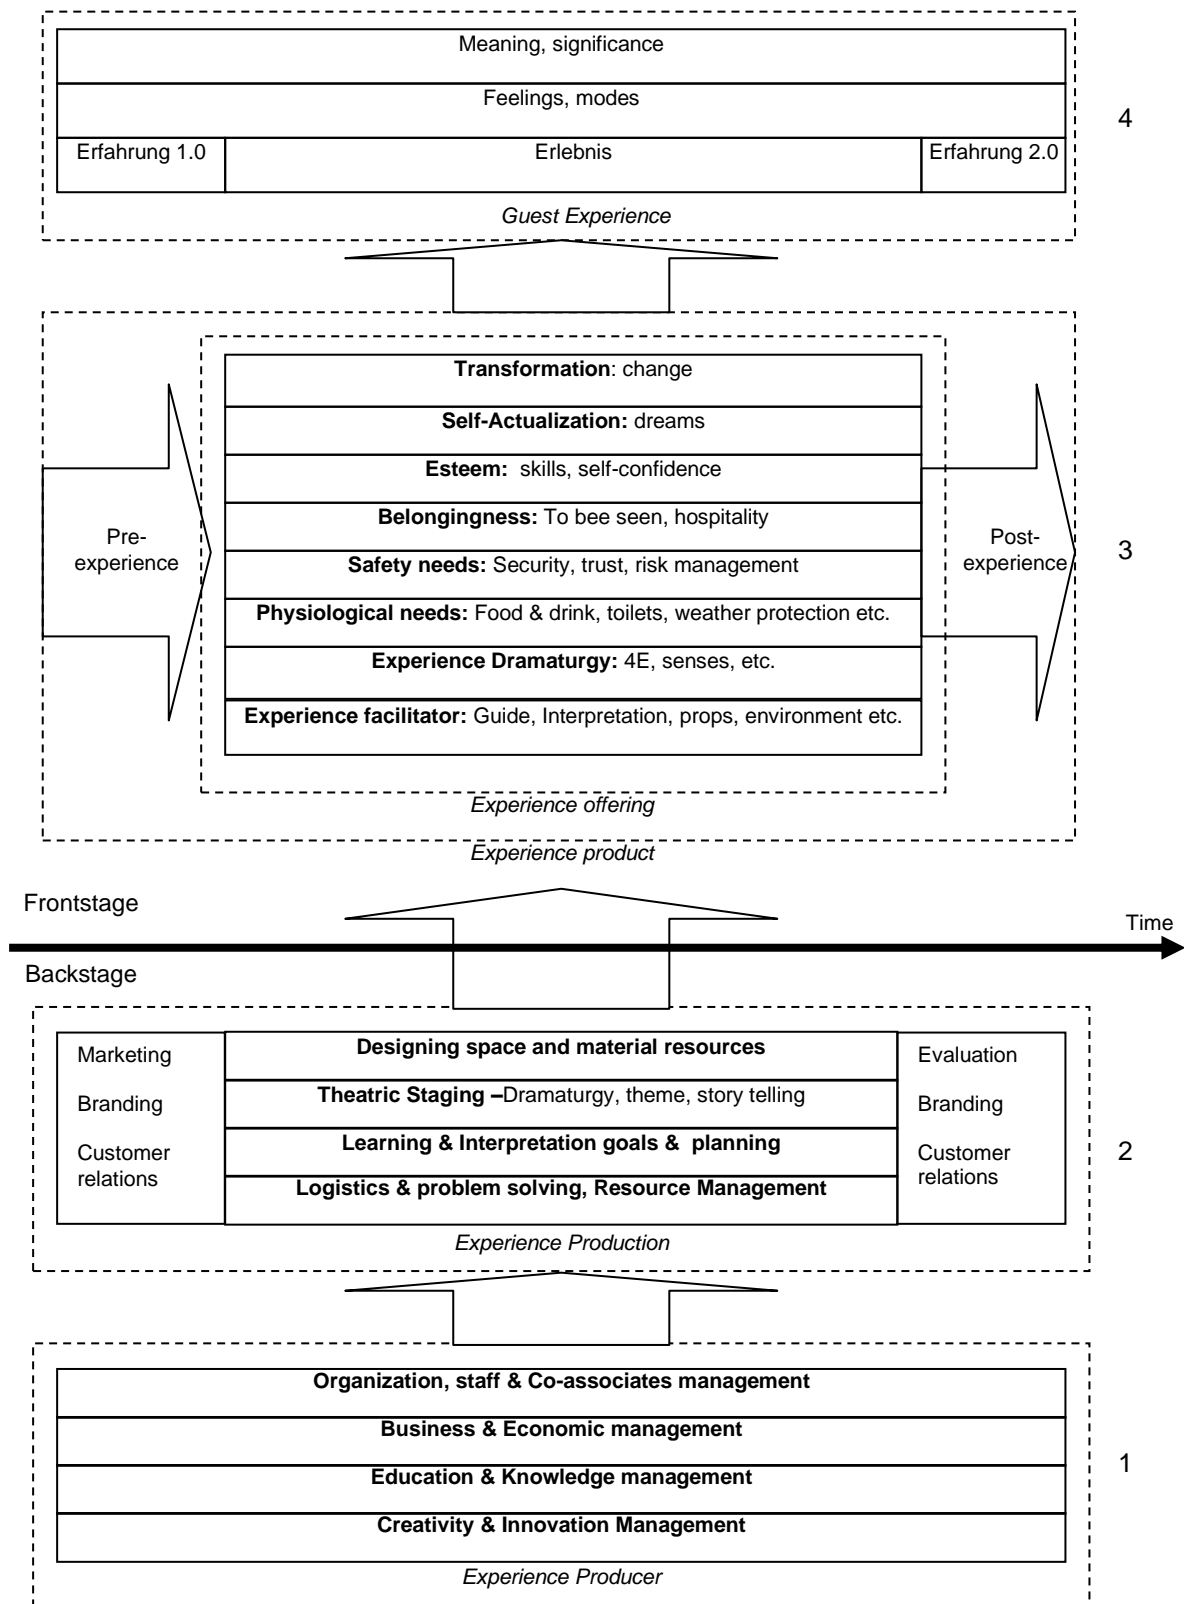 Meaning, significance
Feelings, modes
4
Erfahrung 1.0
Erlebnis
Erfahrung 2.0
Guest Experience
Transformation: change
Self-Actualization: dreams
Esteem: skills, self-confidence
Belongingness: To bee seen, hospitality
Pre-
experience
Safety needs: Security, trust, risk management
Post-
experience
3
Physiological needs: Food & drink, toilets, weather protection etc.
Experience Dramaturgy: 4E, senses, etc.
Experience facilitator: Guide, Interpretation, props, environment etc.
Experience offering
Experience product
Frontstage
Time
Backstage
Marketing
Branding
Customer
relations
Designing space and material resources
Theatric Staging –Dramaturgy, theme, story telling
Learning & Interpretation goals & planning
Logistics & problem solving, Resource Management
Evaluation
Branding
Customer
relations
2
Experience Production
Organization, staff & Co-associates management
Business & Economic management
Education & Knowledge management
1
Creativity & Innovation Management
Experience Producer